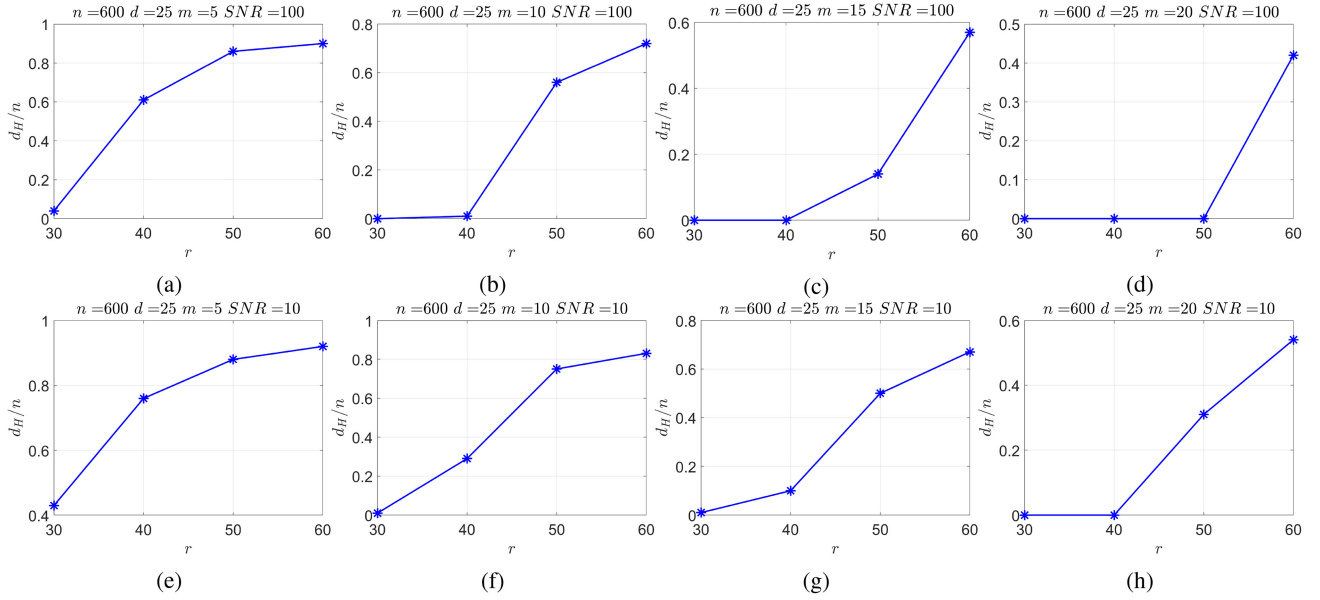 n =600 d =25 m =5 SNR =100
1
0.8
0.6
0.4
0.2
0
30 40 50 60
d_H/n
r
(a)
n =600 d =25 m =10 SNR =100
0.8
0.6
0.4
0.2
0
30 40 50 60
d_H/n
r
(b)
n =600 d =25 m =15 SNR =100
0.6
0.4
0.2
0
30 40 50 60
d_H/n
r
(c)
n =600 d =25 m =20 SNR =100
0.5
0.4
0.3
0.2
0.1
0
30 40 50 60
d_H/n
r
(d)
n =600 d =25 m =5 SNR =10
1
0.8
0.6
0.4
30 40 50 60
d_H/n
r
(e)
n =600 d =25 m =10 SNR =10
1
0.8
0.6
0.4
0.2
0
30 40 50 60
d_H/n
r
(f)
n =600 d =25 m =15 SNR =10
0.8
0.6
0.4
0.2
0
30 40 50 60
d_H/n
r
(g)
n =600 d =25 m =20 SNR =10
0.6
0.4
0.2
0
30 40 50 60
d_H/n
r
(h)